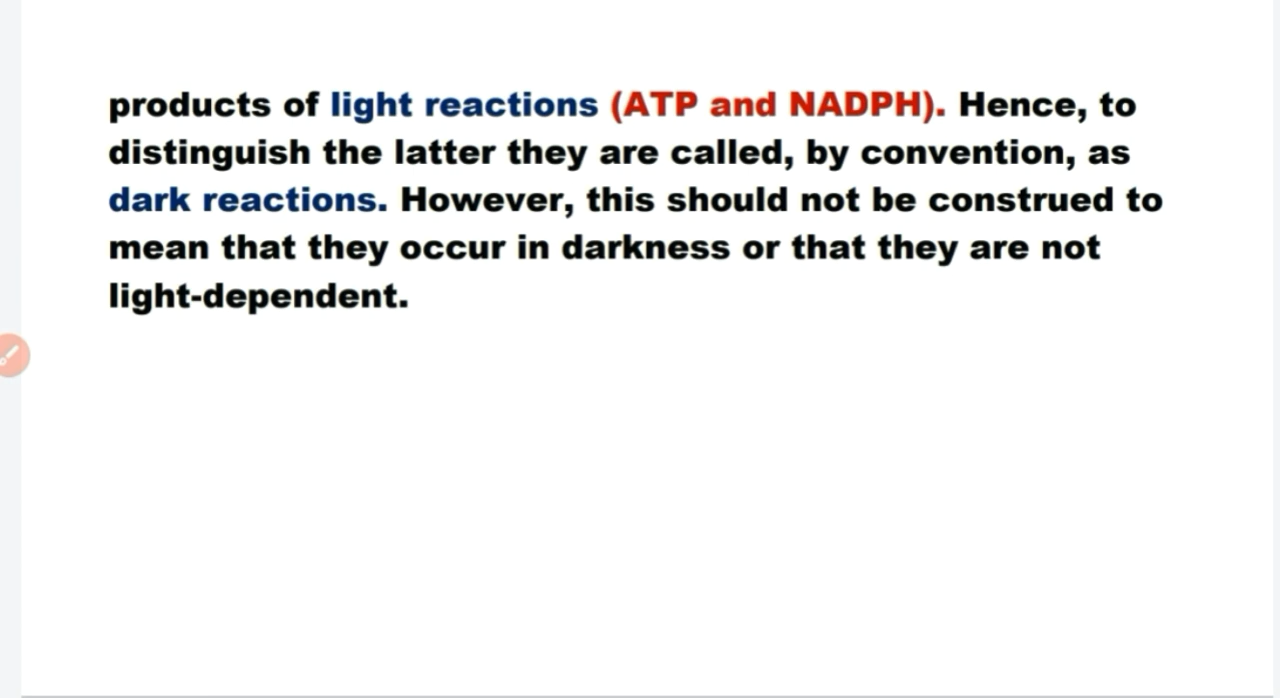 products of light reactions (ATP and NADPH). Hence, to
distinguish the latter they are called, by convention, as
dark reactions. However, this should not be construed to
mean that they occur in darkness or that they are not
light-dependent.